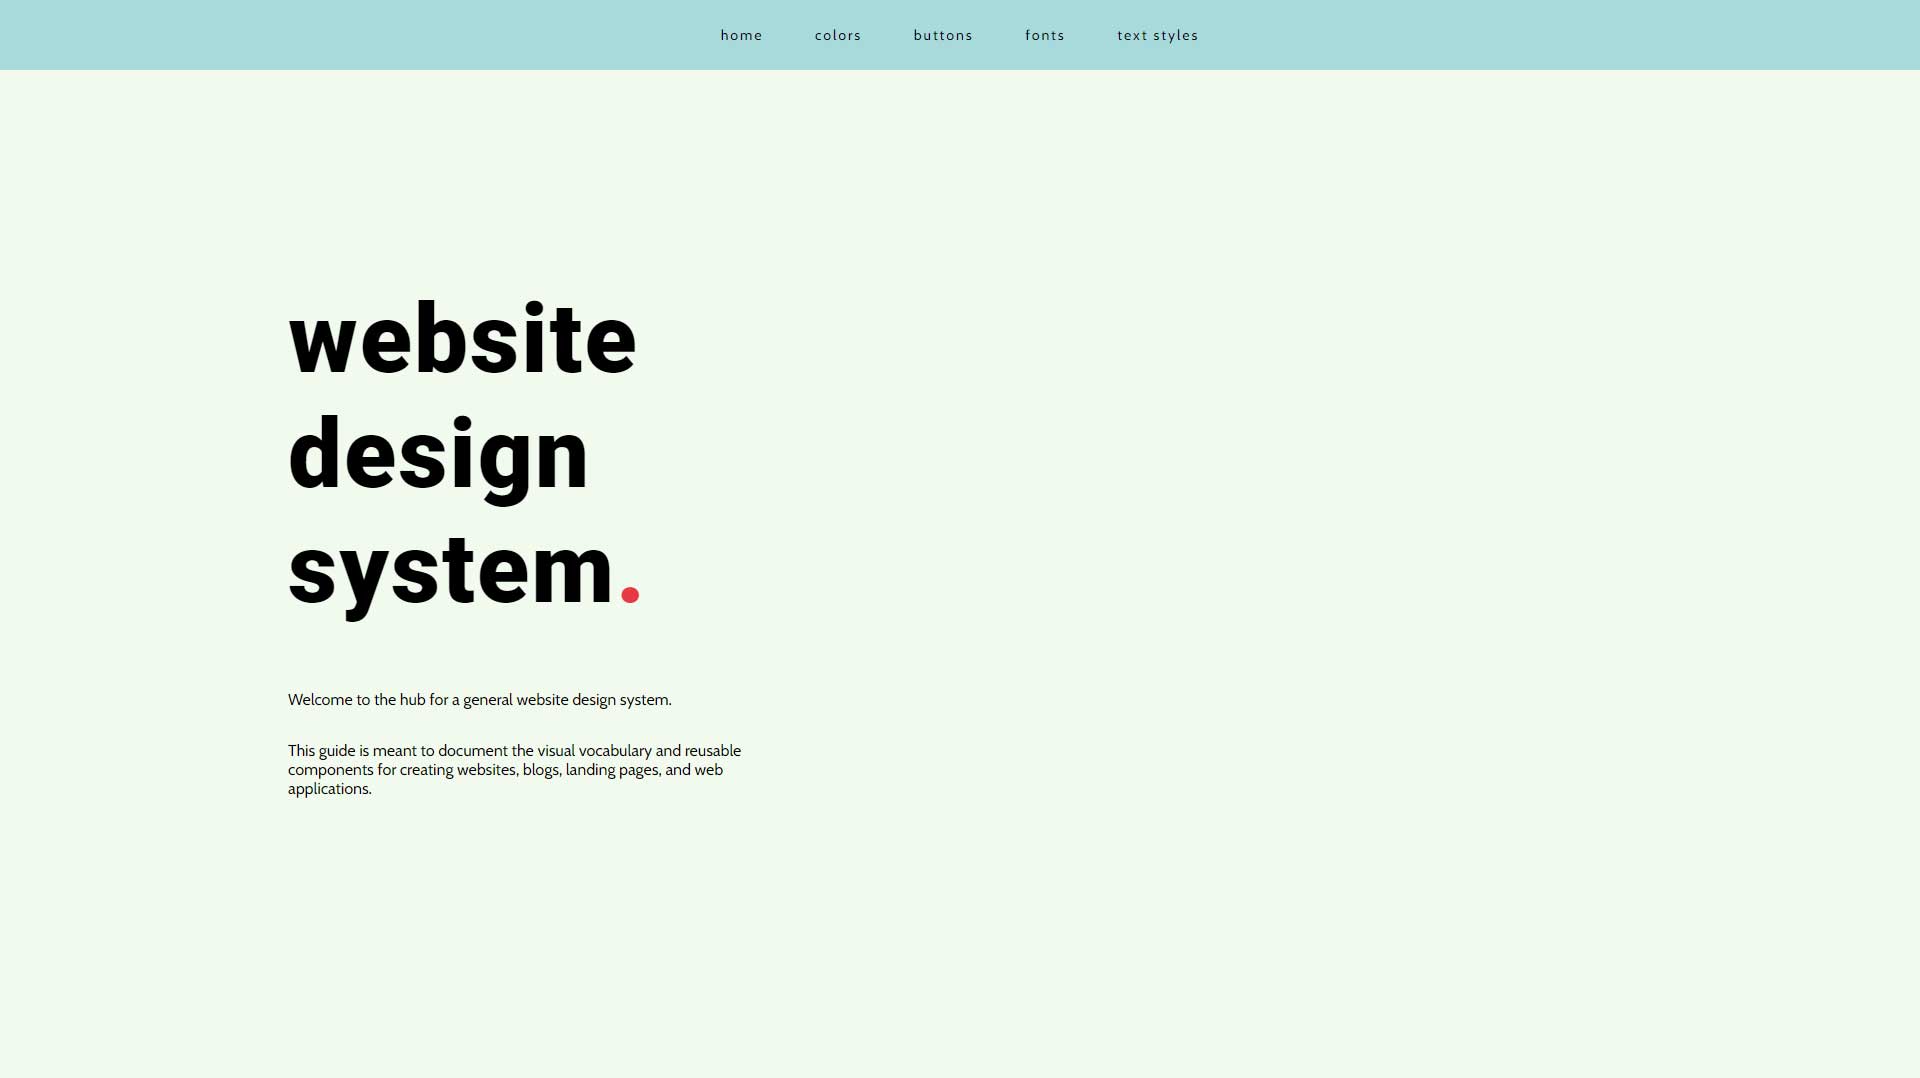 home colors buttons fonts text styles
website
design
system.
Welcome to the hub for a general website design system.
This guide is meant to document the visual vocabulary and reusable
components for creating websites, blogs, landing pages, and web
applications.